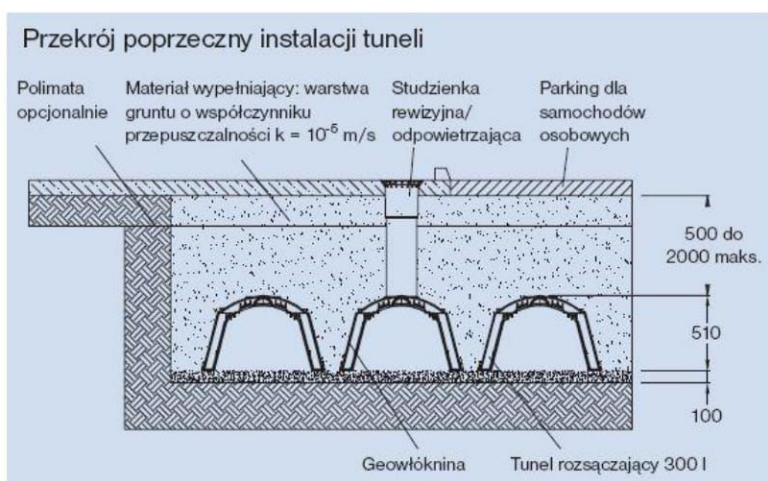 Przekrój poprzeczny instalacji tuneli
Polimata
opcjonalnie
Materiał wypełniający: warstwa
gruntu o współczynniku
przepuszczalności k = 10⁻⁵ m/s
Studzienka
rewizyjna/
odpowietrzająca
Parking dla
samochodów
osobowych
500 do
2000 maks.
510
100
Geowłóknina
Tunel rozsączający 300 l